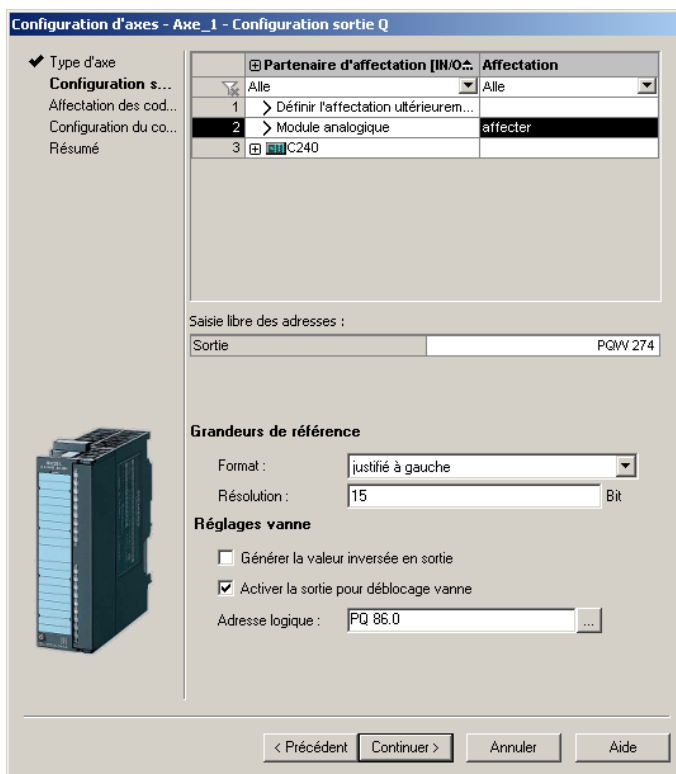 Configuration d'axes - Axe_1 - Configuration sortie Q
Type d'axe
Configuration s...
Affectation des cod...
Configuration du co...
Résumé
Partenaire d'affectation [IN/O... Affectation
Alle Alle
1 Définir l'affectation ultérieurem...
2 Module analogique affecter
3 C240
Saisie libre des adresses :
Sortie PQW 274
Grandeurs de référence
Format : justifié à gauche
Résolution : 15 Bit
Réglages vanne
Générer la valeur inversée en sortie
Activer la sortie pour déblocage vanne
Adresse logique : PQ 86.0 ...
< Précédent Continuer > Annuler Aide